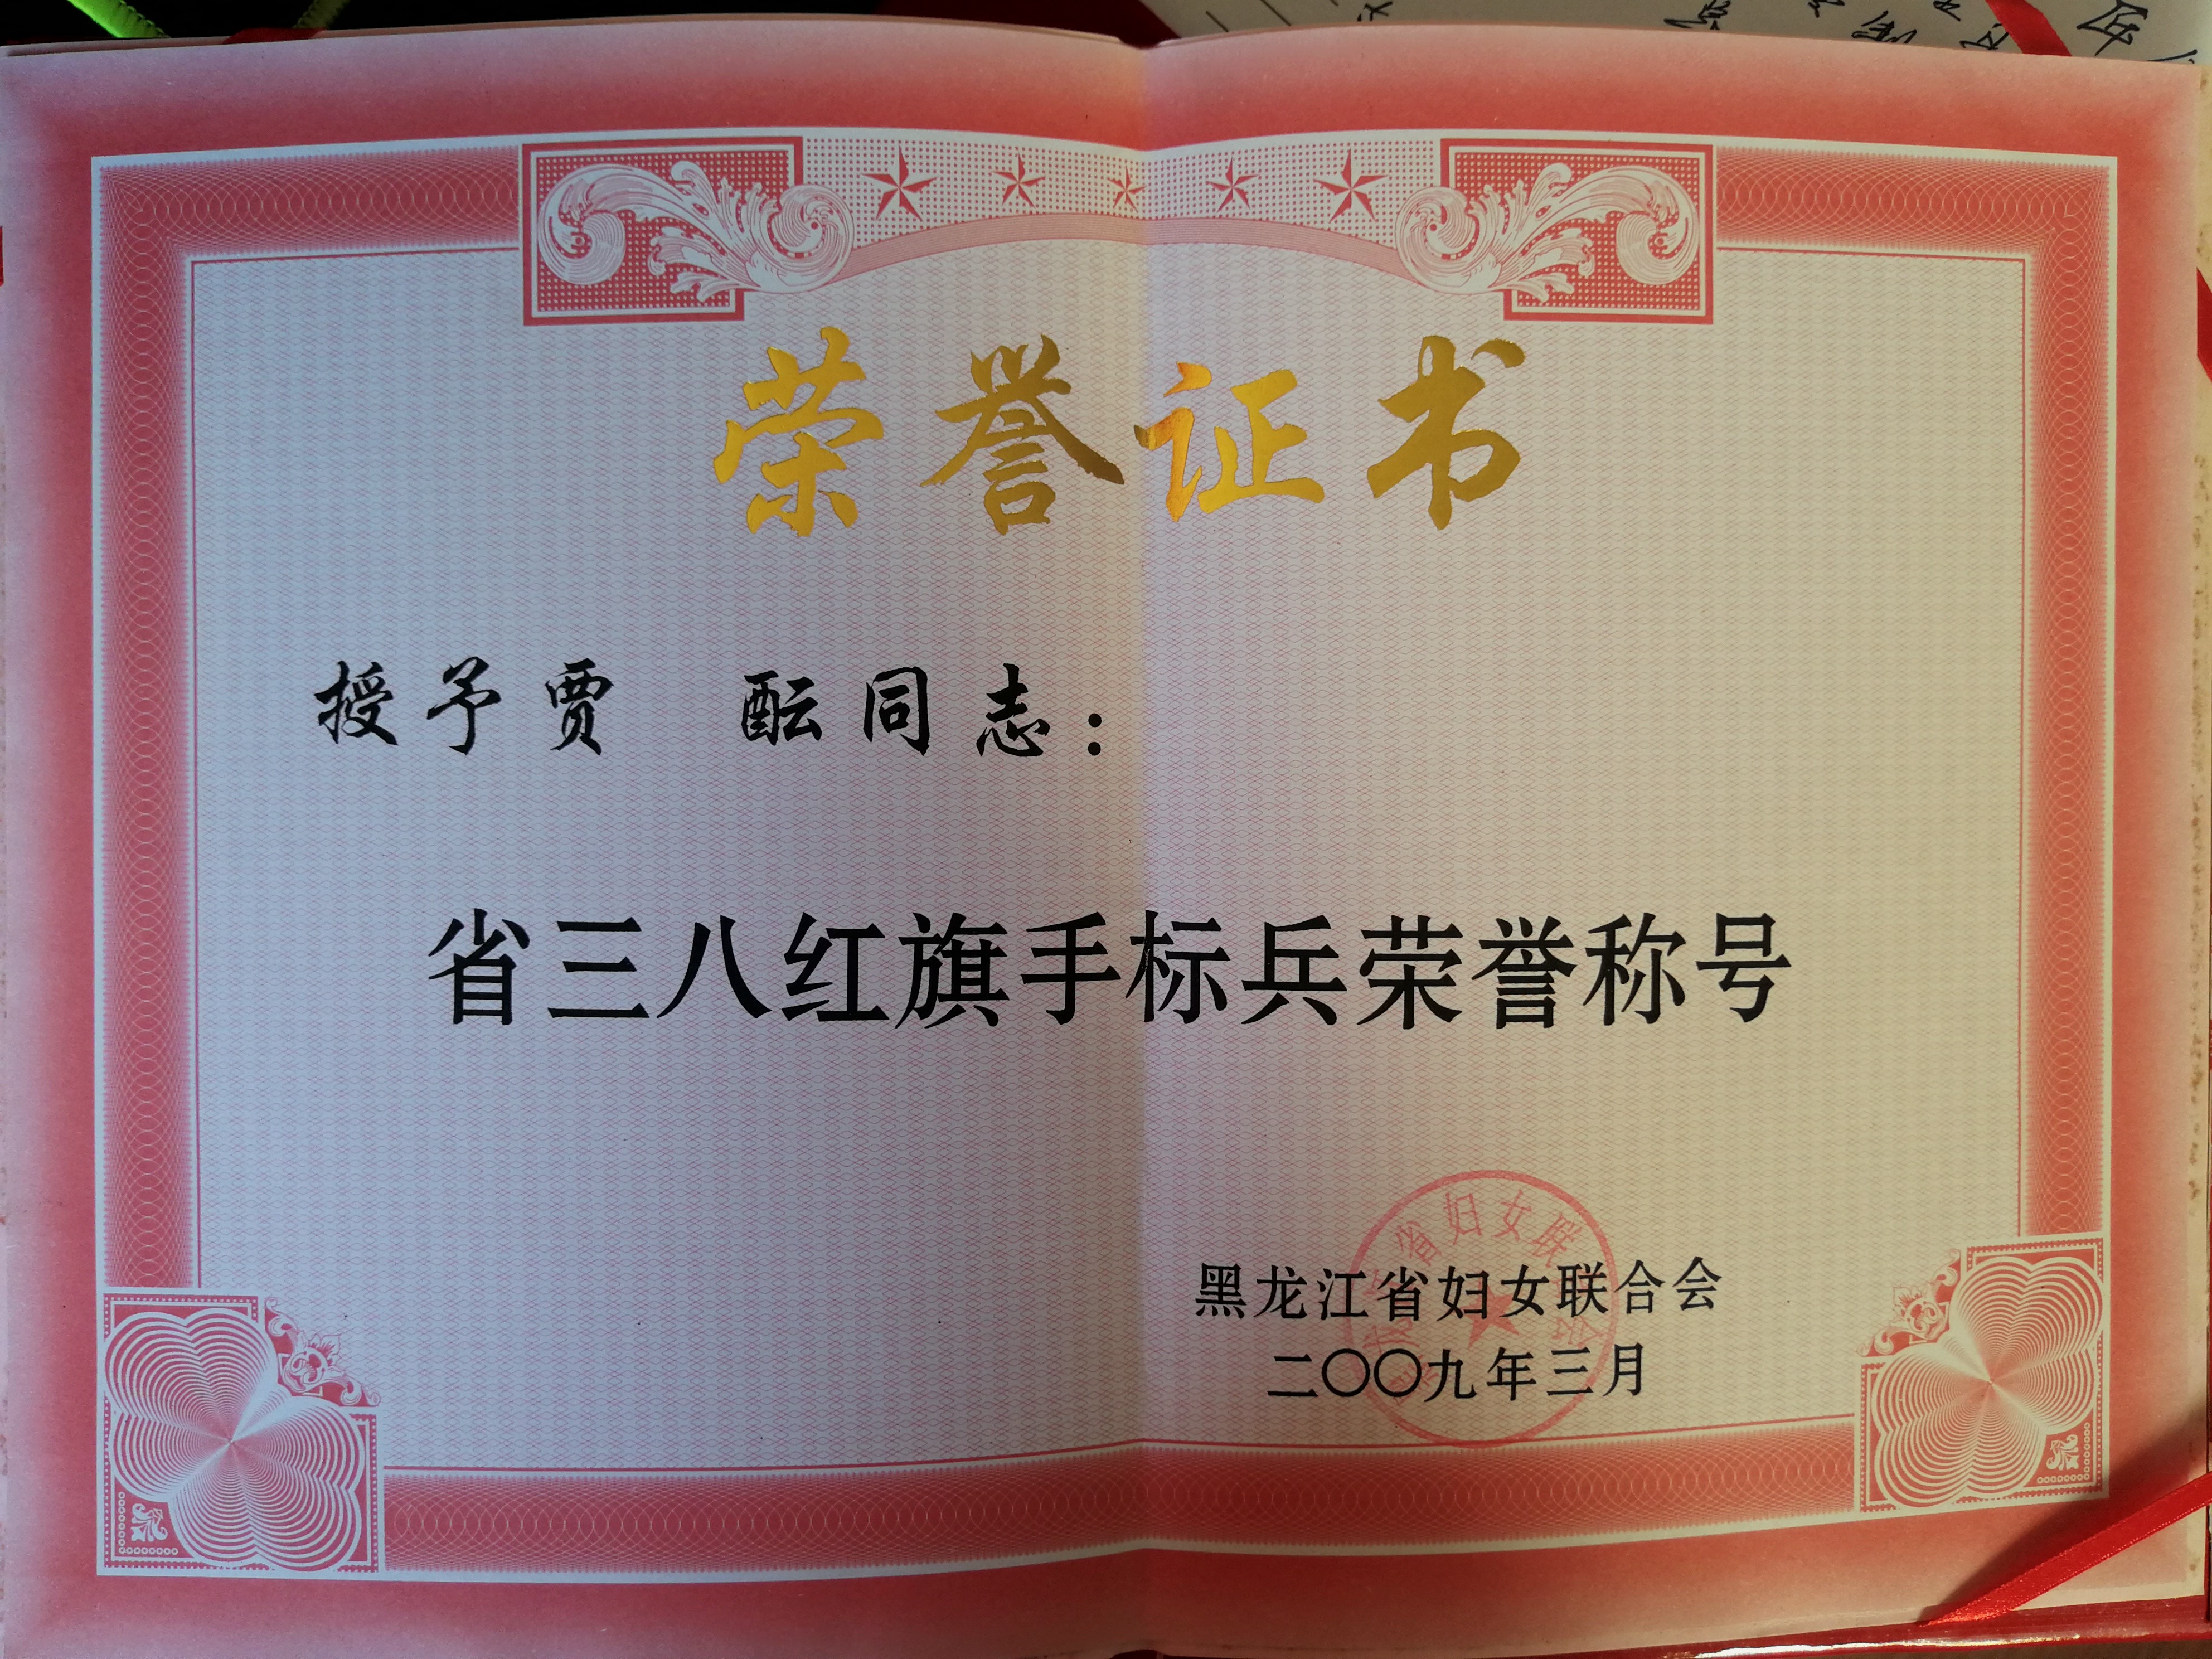 荣誉证书
授予贾 酝同志：
省三八红旗手标兵荣誉称号
黑龙江省妇女联合会
二〇〇九年三月